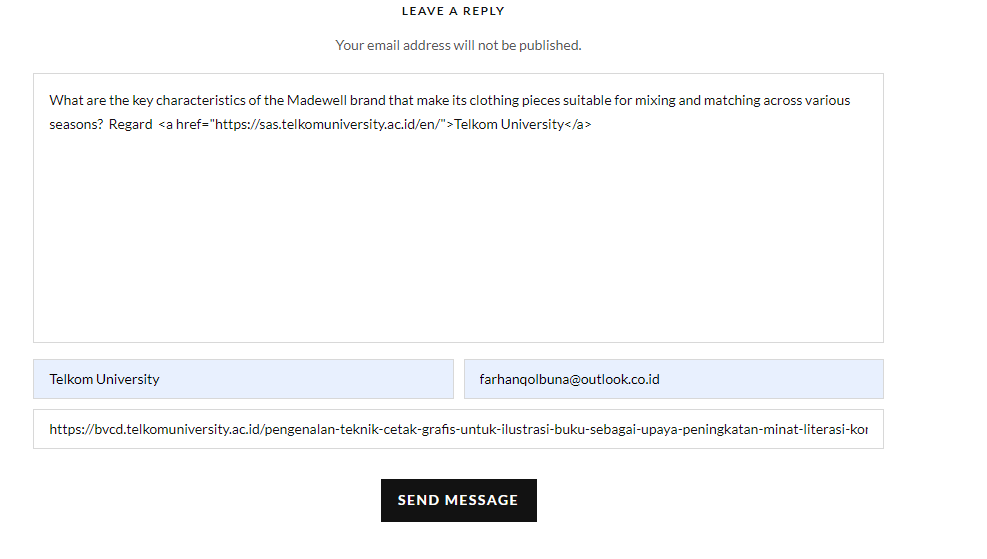 LEAVE A REPLY
Your email address will not be published.
What are the key characteristics of the Madewell brand that make its clothing pieces suitable for mixing and matching across various
seasons?  Regard  <a href="https://sas.telkomuniversity.ac.id/en/">Telkom University</a>
Telkom University
farhanqolbuna@outlook.co.id
https://bvcd.telkomuniversity.ac.id/pengenalan-teknik-cetak-grafis-untuk-ilustrasi-buku-sebagai-upaya-peningkatan-minat-literasi-kor
SEND MESSAGE